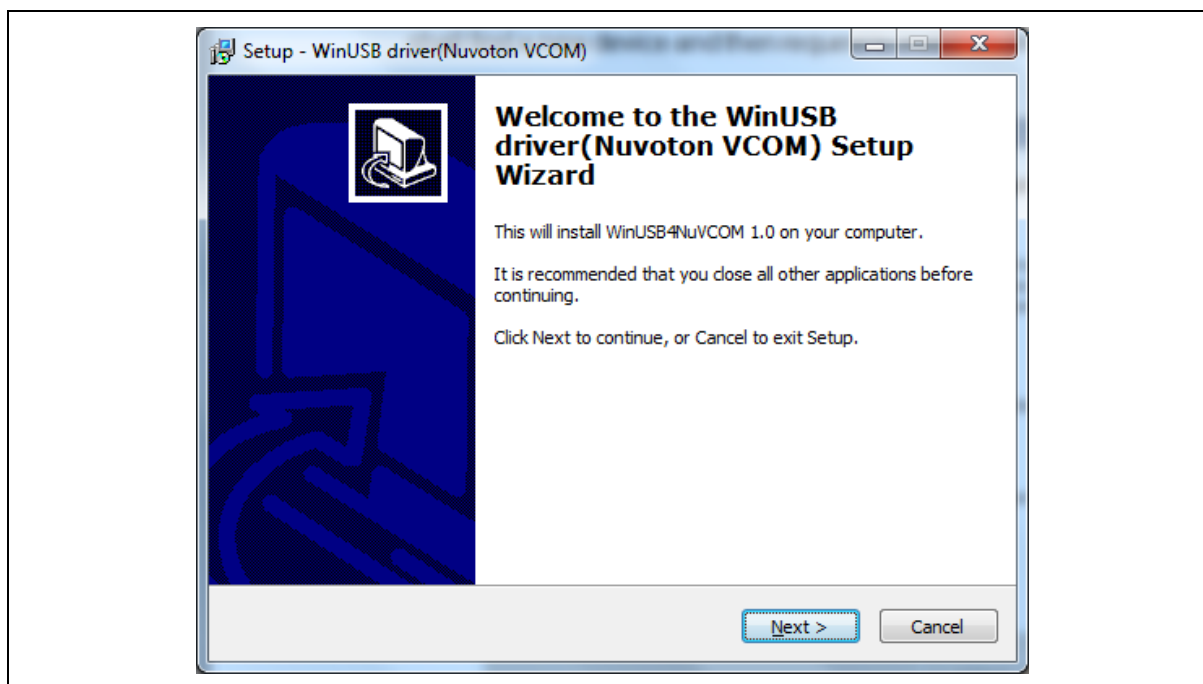 Setup - WinUSB driver(Nuvoton VCOM)
Welcome to the WinUSB
driver(Nuvoton VCOM) Setup
Wizard
This will install WinUSB4NuVCOM 1.0 on your computer.
It is recommended that you close all other applications before
continuing.
Click Next to continue, or Cancel to exit Setup.
Next >
Cancel